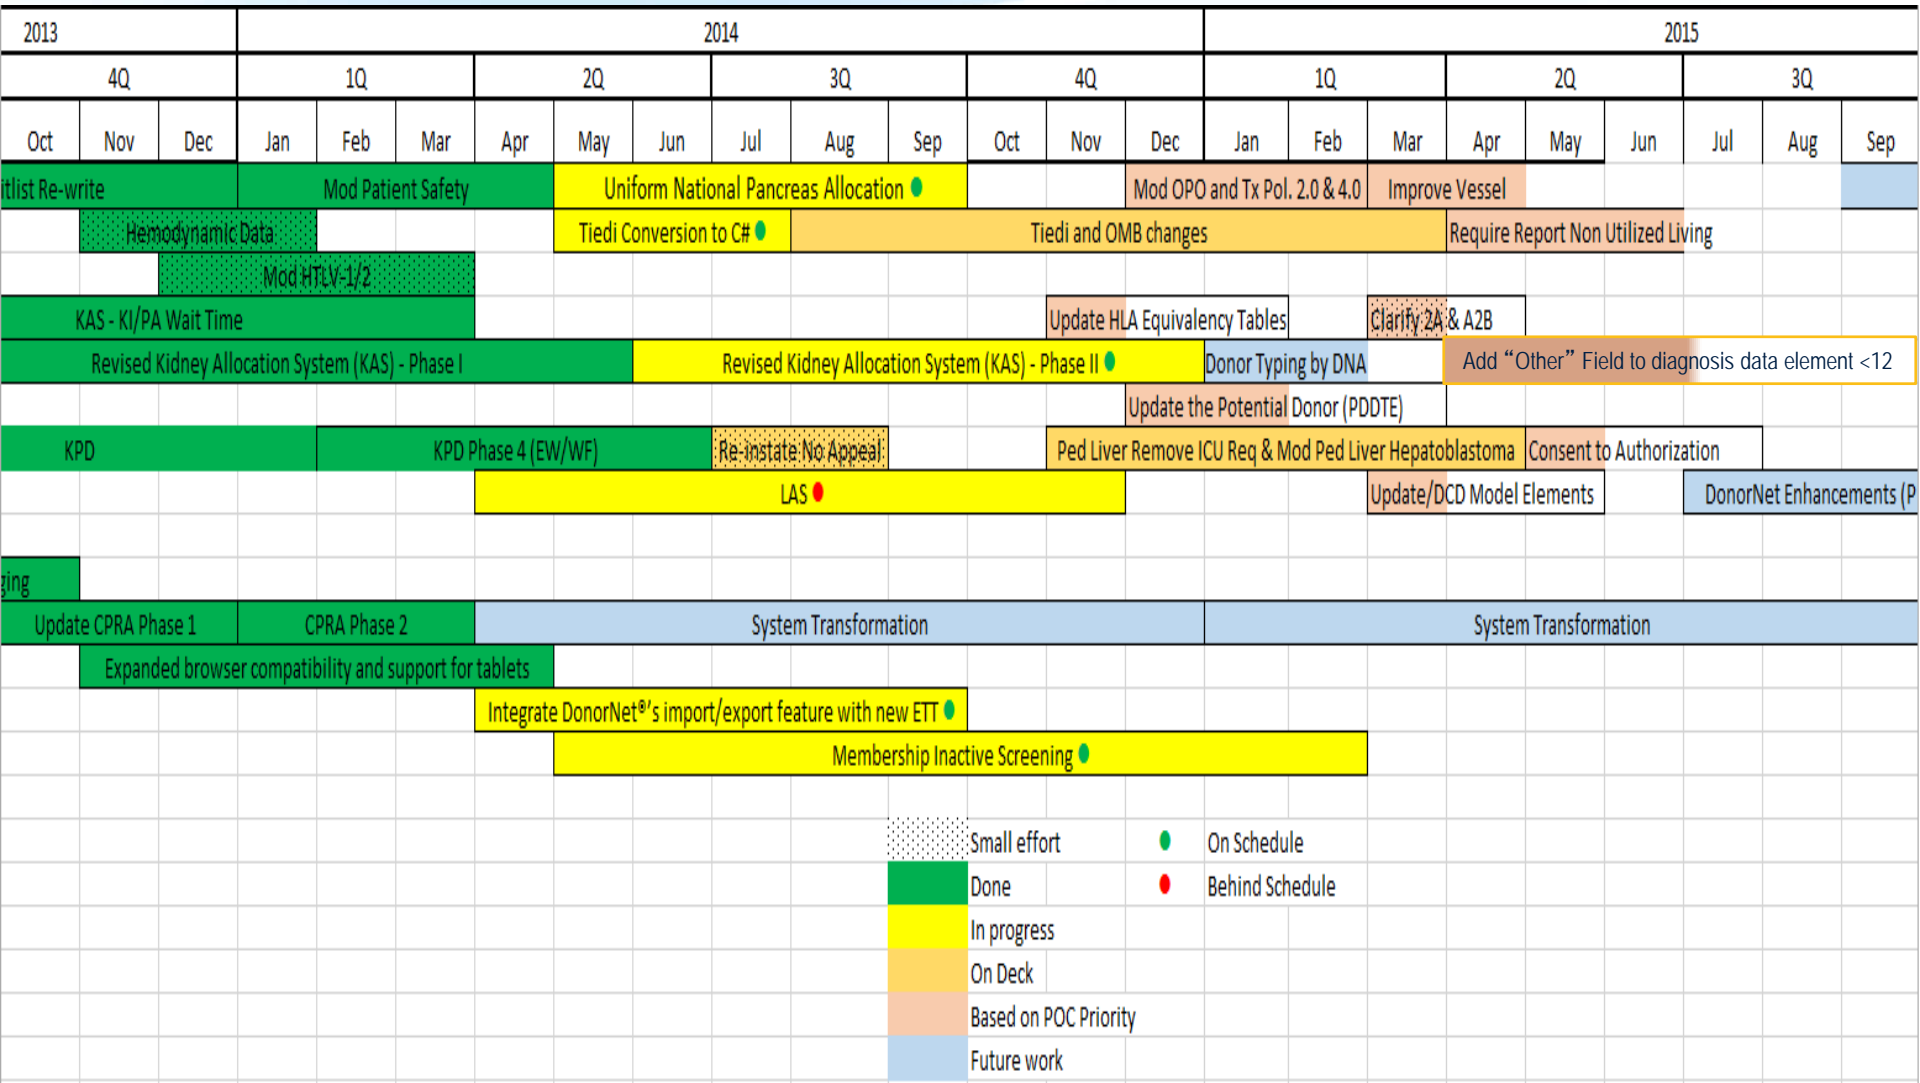 2013 2014 2015
4Q 1Q 2Q 3Q 4Q 1Q 2Q 3Q
Oct Nov Dec Jan Feb Mar Apr May Jun Jul Aug Sep Oct Nov Dec Jan Feb Mar Apr May Jun Jul Aug Sep
itlist Re-write Mod Patient Safety Uniform National Pancreas Allocation Mod OPO and Tx Pol. 2.0 & 4.0 Improve Vessel
Hemodynamic Data Tiedi Conversion to C# Tiedi and OMB changes Require Report Non Utilized Living
Mod HTLV-1/2
KAS - KI/PA Wait Time Update HLA Equivalency Tables Clarify 2A & A2B
Revised Kidney Allocation System (KAS) - Phase I Revised Kidney Allocation System (KAS) - Phase II Donor Typing by DNA Add “Other” Field to diagnosis data element <12
Update the Potential Donor (PDDTE)
KPD KPD Phase 4 (EW/WF) Re-instate No Appeal Ped Liver Remove ICU Req & Mod Ped Liver Hepatoblastoma Consent to Authorization
LAS Update/DCD Model Elements DonorNet Enhancements (P
ging
Update CPRA Phase 1 CPRA Phase 2 System Transformation System Transformation
Expanded browser compatibility and support for tablets
Integrate DonorNet®'s import/export feature with new ETT
Membership Inactive Screening
Small effort On Schedule
Done Behind Schedule
In progress
On Deck
Based on POC Priority
Future work